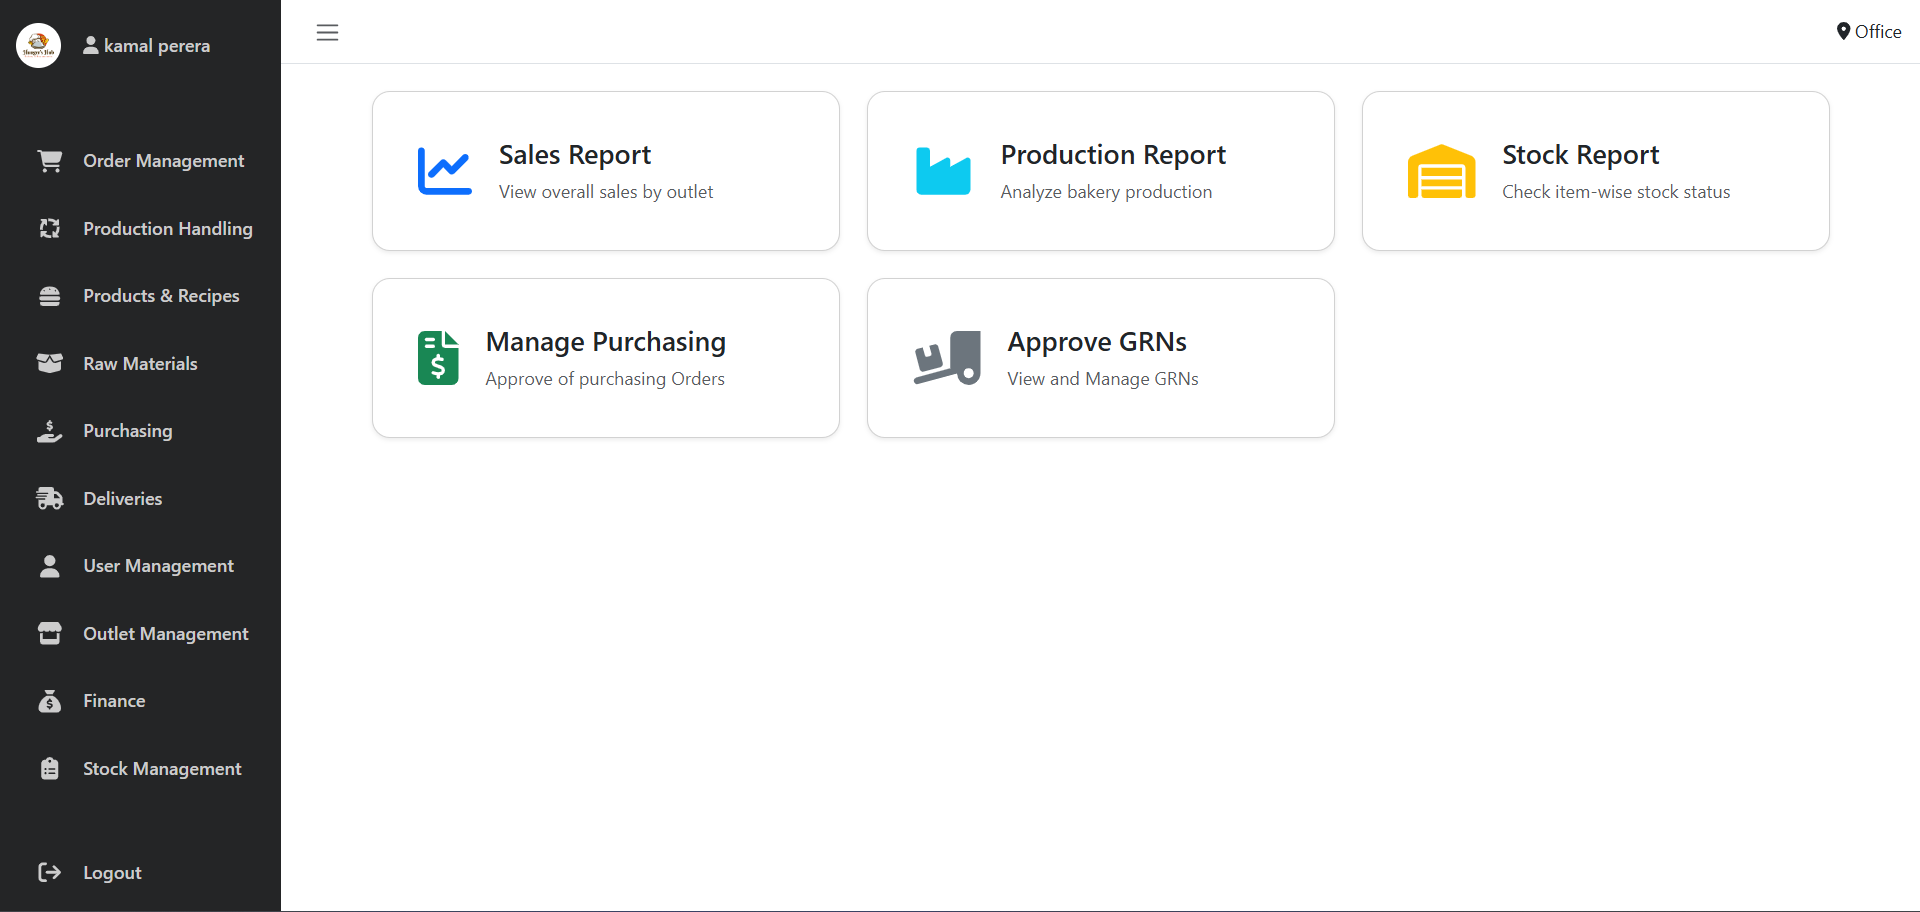 Hunger's Hub
kamal perera
Office
Order Management
Production Handling
Products & Recipes
Raw Materials
Purchasing
Deliveries
User Management
Outlet Management
Finance
Stock Management
Logout
Sales Report
View overall sales by outlet
Production Report
Analyze bakery production
Stock Report
Check item-wise stock status
Manage Purchasing
Approve of purchasing Orders
Approve GRNs
View and Manage GRNs